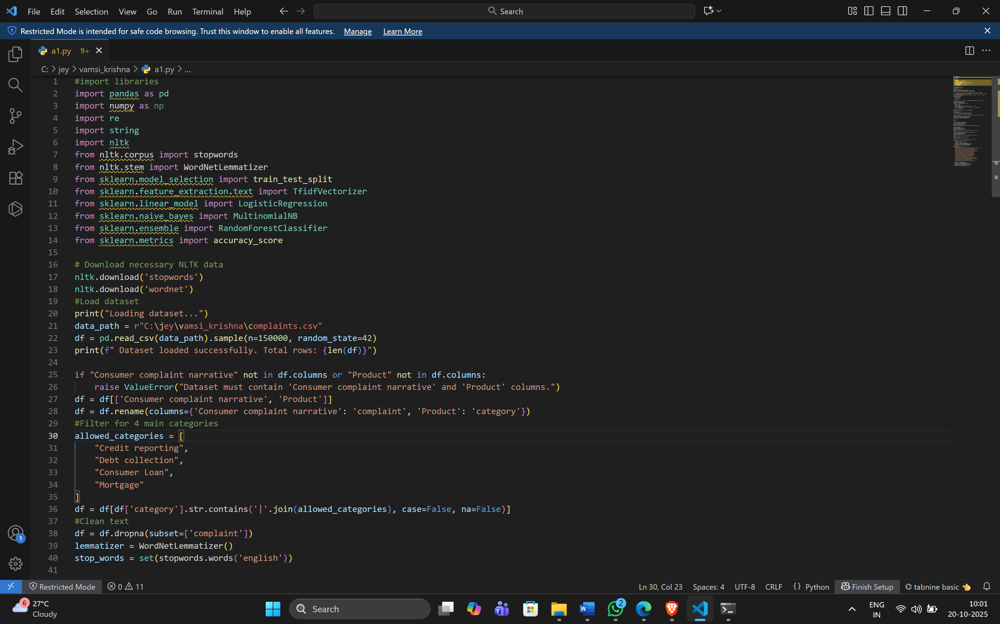 File Edit Selection View Go Run Terminal Help
Search
Restricted Mode is intended for safe code browsing. Trust this window to enable all features. Manage Learn More
a1.py 9+
C: > jey > vamsi_krishna > a1.py > ...
1 #import libraries
2 import pandas as pd
3 import numpy as np
4 import re
5 import string
6 import nltk
7 from nltk.corpus import stopwords
8 from nltk.stem import WordNetLemmatizer
9 from sklearn.model_selection import train_test_split
10 from sklearn.feature_extraction.text import TfidfVectorizer
11 from sklearn.linear_model import LogisticRegression
12 from sklearn.naive_bayes import MultinomialNB
13 from sklearn.ensemble import RandomForestClassifier
14 from sklearn.metrics import accuracy_score
15
16 # Download necessary NLTK data
17 nltk.download('stopwords')
18 nltk.download('wordnet')
19 #Load dataset
20 print("Loading dataset...")
21 data_path = r"C:\jey\vamsi_krishna\complaints.csv"
22 df = pd.read_csv(data_path).sample(n=150000, random_state=42)
23 print(f" Dataset loaded successfully. Total rows: {len(df)}")
24
25 if "Consumer complaint narrative" not in df.columns or "Product" not in df.columns:
26     raise ValueError("Dataset must contain 'Consumer complaint narrative' and 'Product' columns.")
27 df = df[['Consumer complaint narrative', 'Product']]
28 df = df.rename(columns={'Consumer complaint narrative': 'complaint', 'Product': 'category'})
29 #Filter for 4 main categories
30 allowed_categories = [
31     "Credit reporting",
32     "Debt collection",
33     "Consumer Loan",
34     "Mortgage"
35 ]
36 df = df[df['category'].str.contains('|'.join(allowed_categories), case=False, na=False)]
37 #Clean text
38 df = df.dropna(subset=['complaint'])
39 lemmatizer = WordNetLemmatizer()
40 stop_words = set(stopwords.words('english'))
41
1
Restricted Mode 0 11 Ln 30, Col 23 Spaces: 4 UTF-8 CRLF {} Python Finish Setup tabnine basic
6 27°C
Cloudy
Search
2
ENG
IN
10:01
20-10-2025